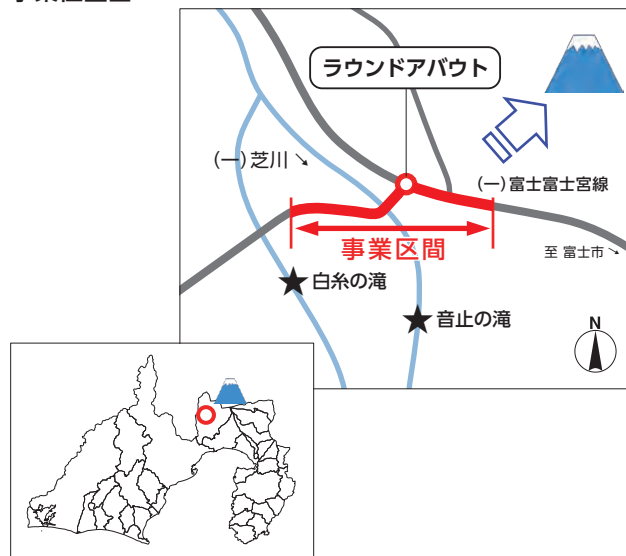 ラウンドアバウト
(一)芝川↘
(一)富士富士宮線
事業区間
至 富士市↘
白糸の滝
音止の滝
N